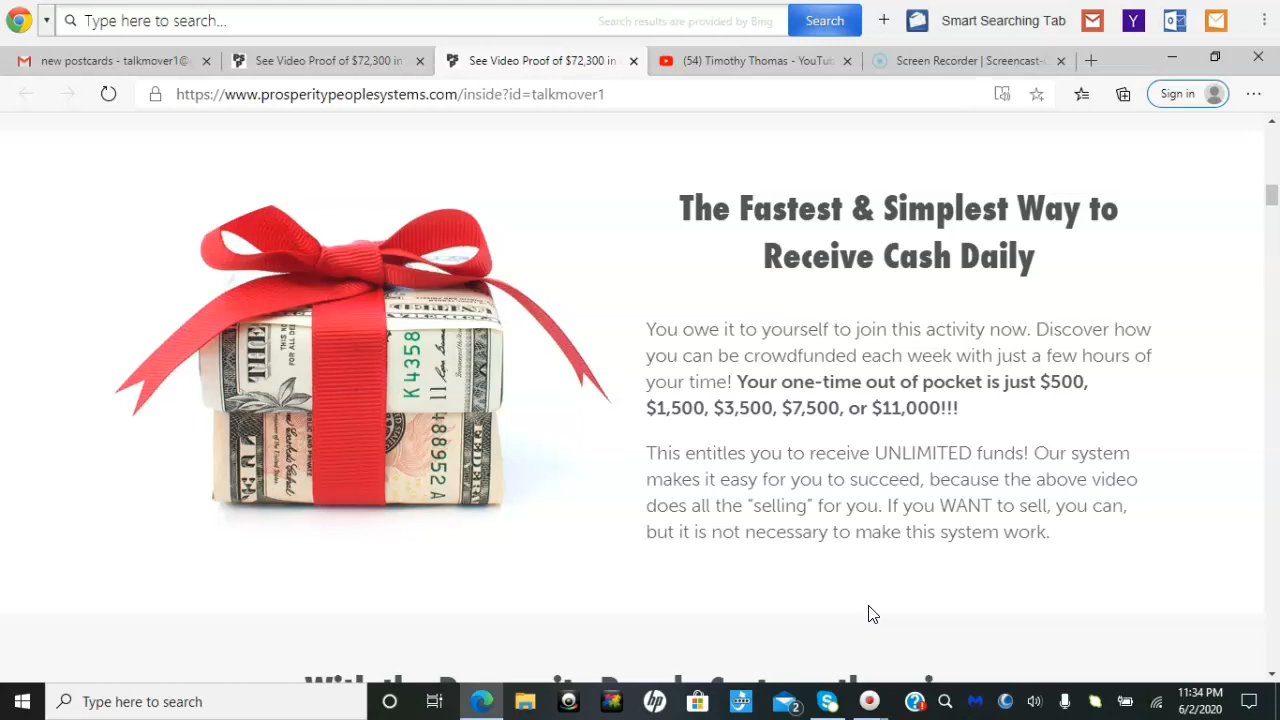 Type here to search...
Search results are provided by Bing
Search
Smart Searching Tab
new postcards - talkmover1@
See Video Proof of $72,300 in
See Video Proof of $72,300 in
(54) Timothy Thomas - YouTu
Screen Recorder | Screencast-
https://www.prosperitypeoplesystems.com/inside?id=talkmover1
Sign in
The Fastest & Simplest Way to
Receive Cash Daily
You owe it to yourself to join this activity now. Discover how
you can be crowdfunded each week with just a few hours of
your time! Your one-time out of pocket is just $500,
$1,500, $3,500, $7,500, or $11,000!!!
This entitles you to receive UNLIMITED funds! Our system
makes it easy for you to succeed, because the above video
does all the "selling" for you. If you WANT to sell, you can,
but it is not necessary to make this system work.
K4358
488952A
Type here to search
2
11:34 PM
6/2/2020